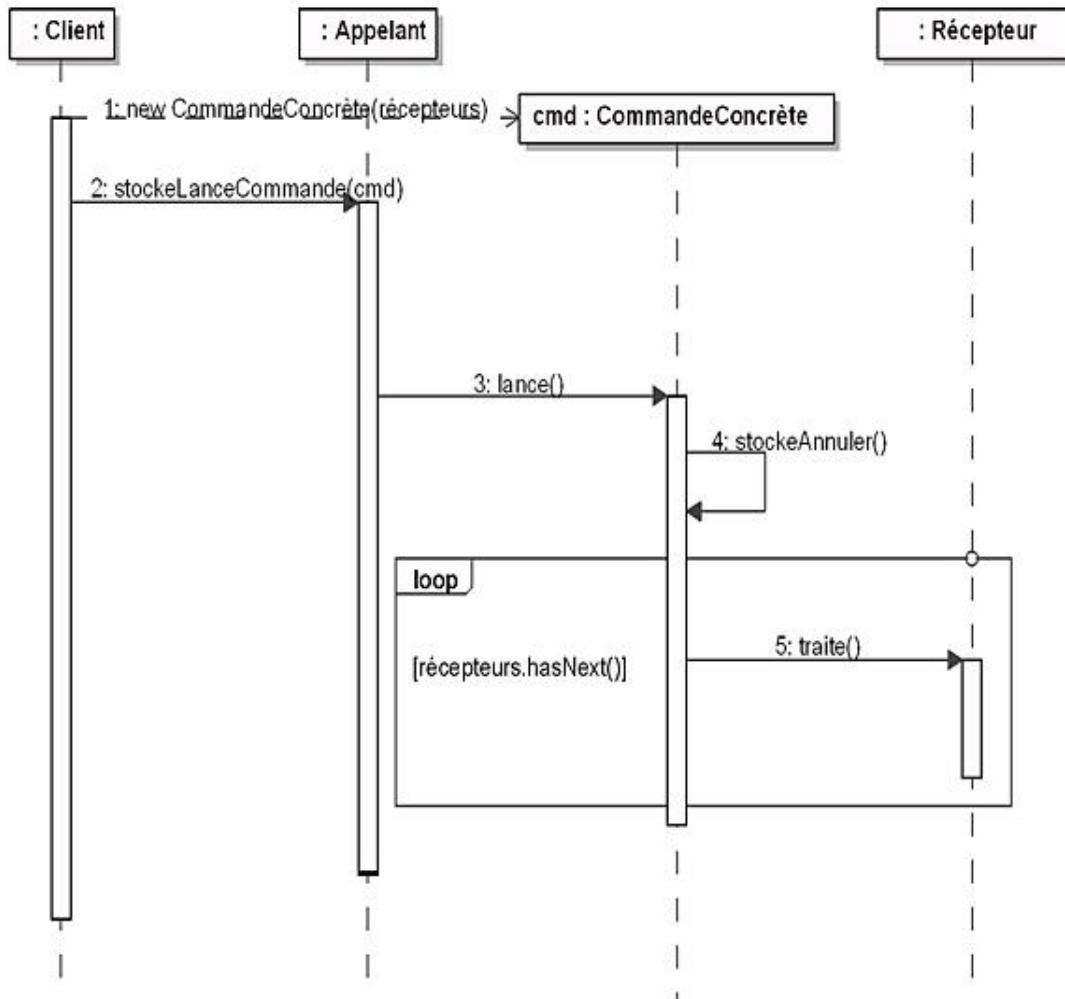 : Client
: Appelant
: Récepteur
1: new CommandeConcrète(récepteurs)
cmd : CommandeConcrète
2: stockeLanceCommande(cmd)
3: lance()
4: stockeAnnuler()
loop
[récepteurs.hasNext()]
5: traite()